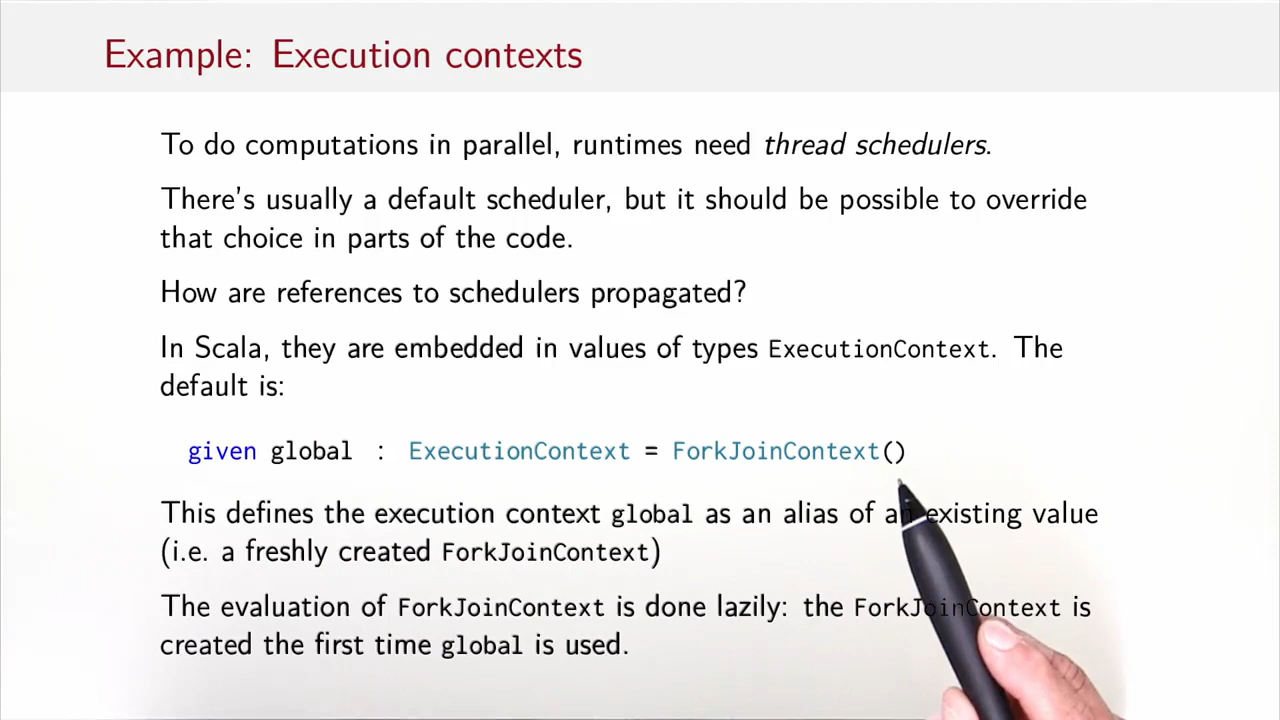 Example: Execution contexts
To do computations in parallel, runtimes need thread schedulers.
There's usually a default scheduler, but it should be possible to override
that choice in parts of the code.
How are references to schedulers propagated?
In Scala, they are embedded in values of types ExecutionContext. The
default is:
given global : ExecutionContext = ForkJoinContext()
This defines the execution context global as an alias of an existing value
(i.e. a freshly created ForkJoinContext)
The evaluation of ForkJoinContext is done lazily: the ForkJoinContext is
created the first time global is used.